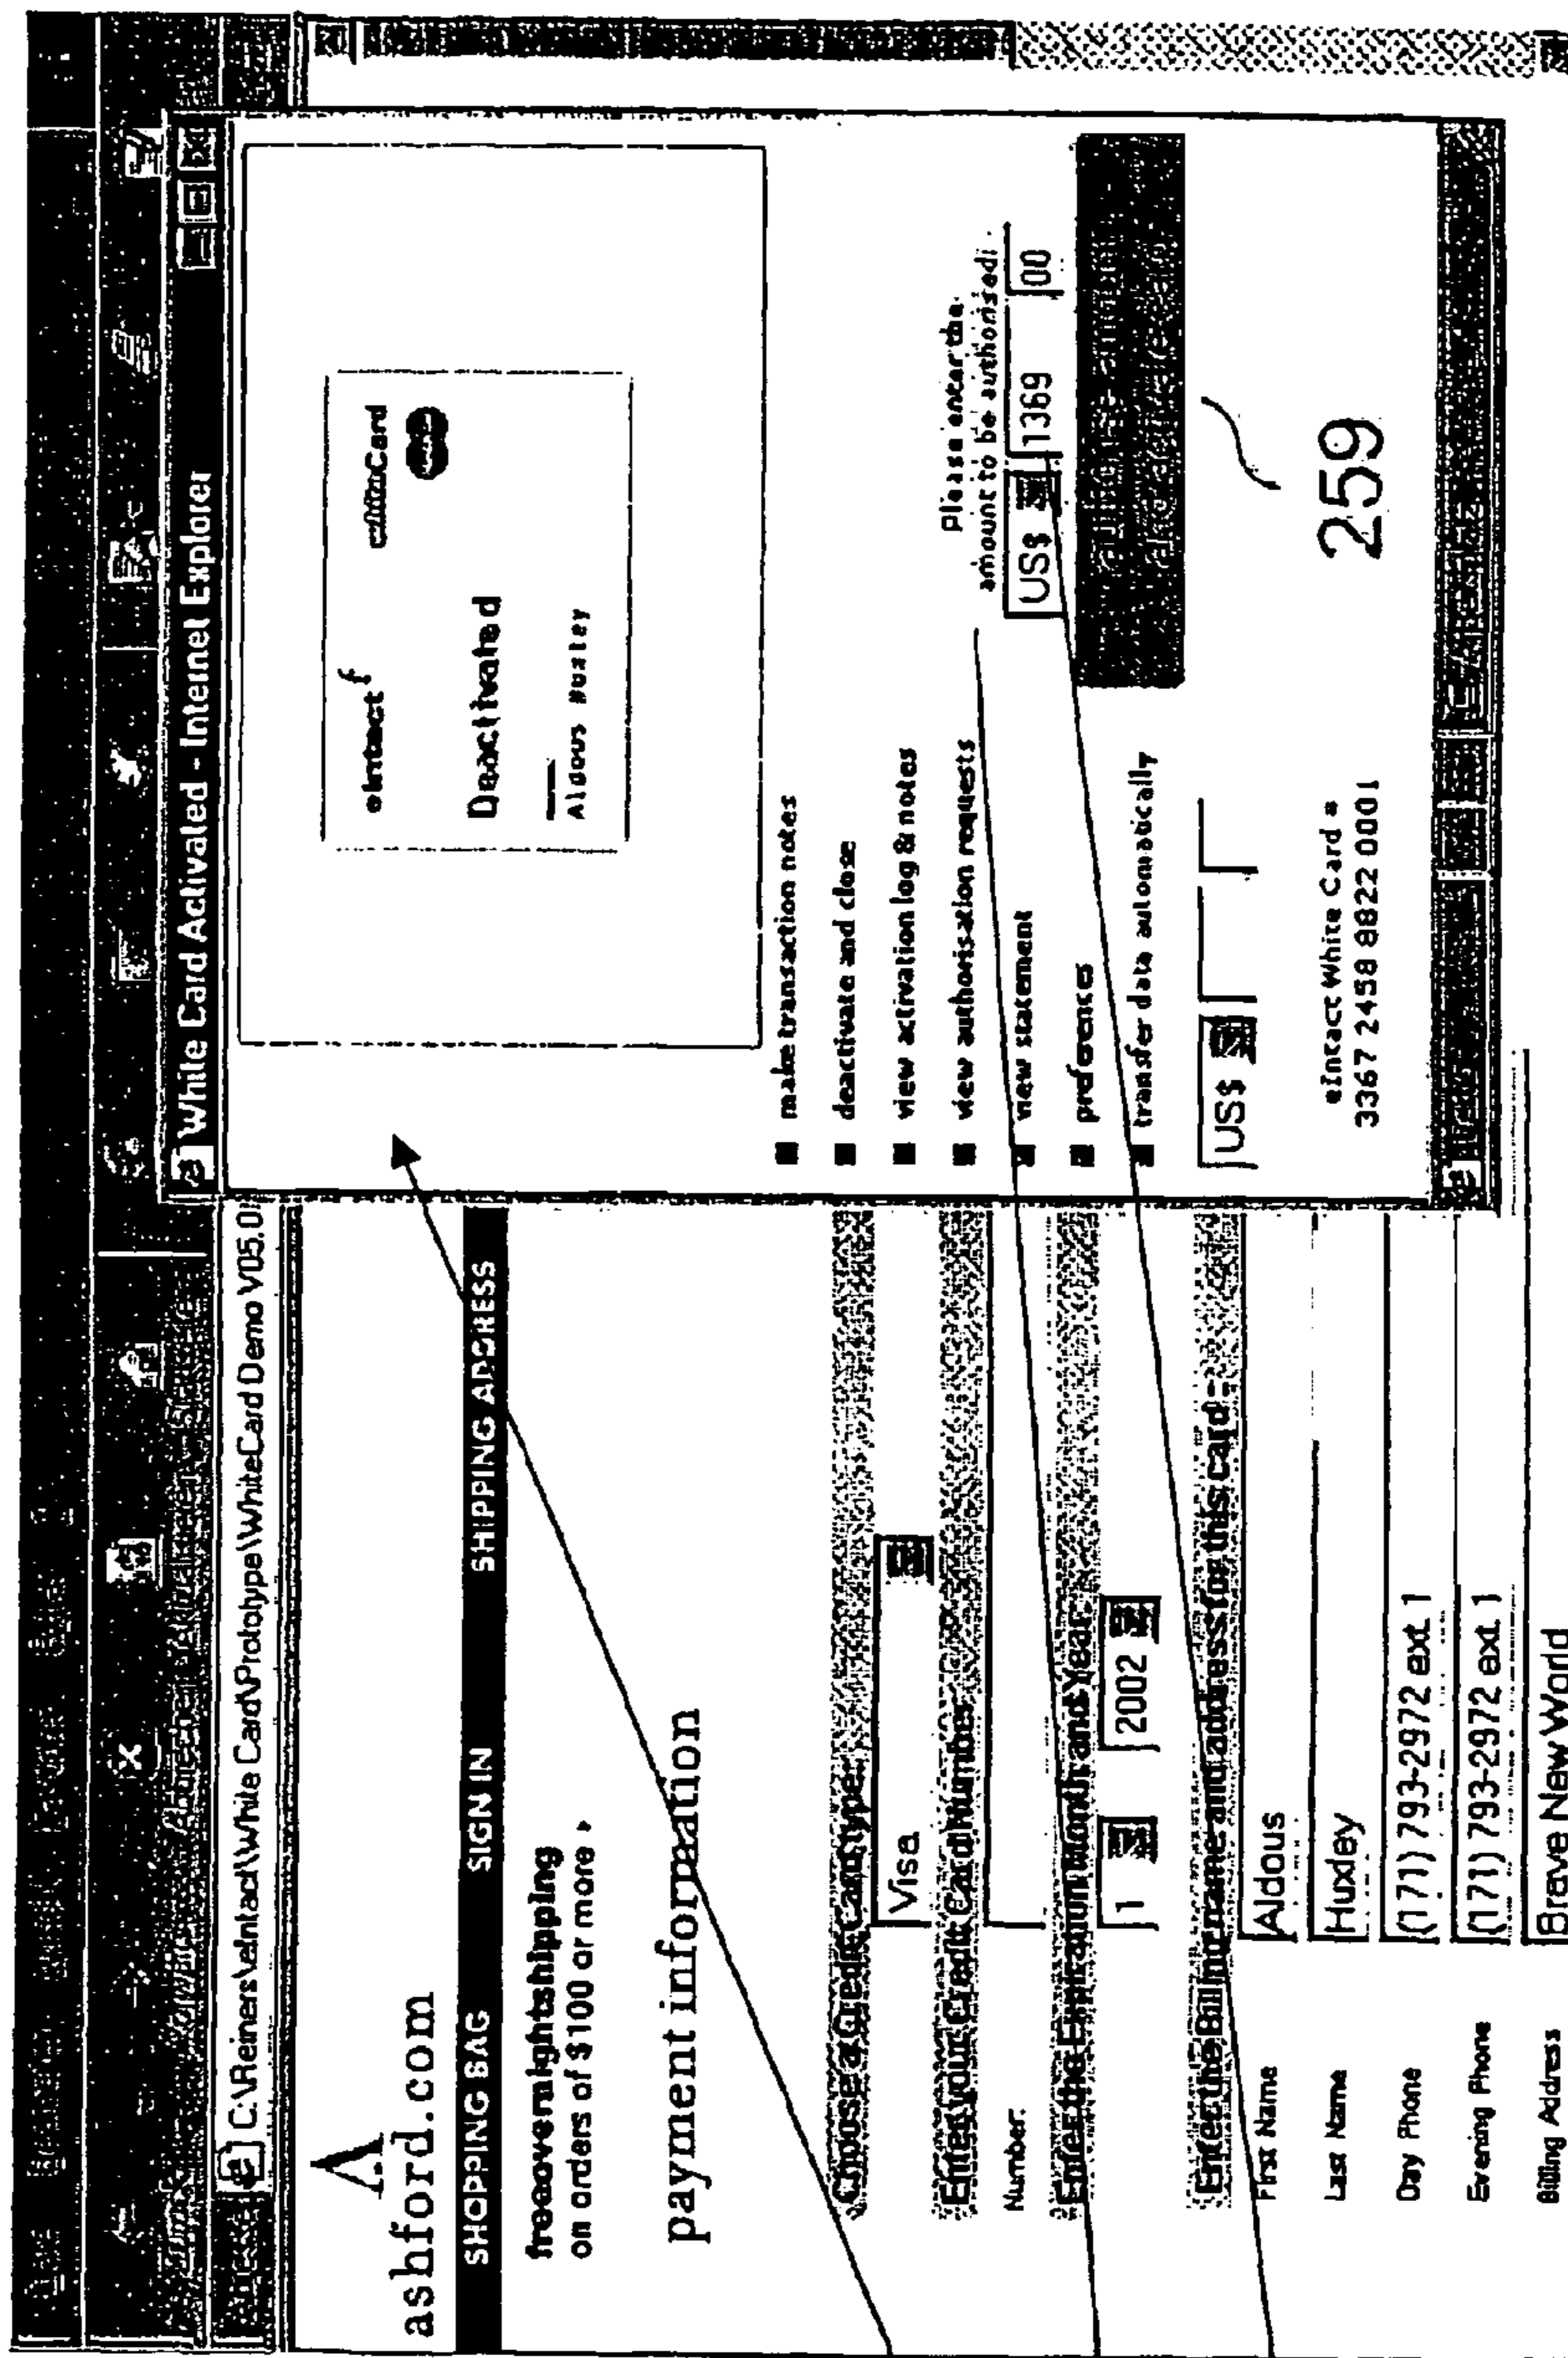 C:\Reiners\eIntact\White Card\Prototype\WhiteCard Demo V05.0
A
ashford.com
SHOPPING BAG SIGN IN SHIPPING ADDRESS
free overnight shipping
on orders of $100 or more
payment information
Choose a Credit Card type
Visa
Enter your Credit Card Number
Number:
Enter the Expiration Month and Year
1 2002
Enter the Billing name and address for this card
First Name Aldous
Last Name Huxley
Day Phone (171) 793-2972 ext. 1
Evening Phone (171) 793-2972 ext. 1
Billing Address Brave New World
White Card Activated - Internet Explorer
eIntact
Deactivated
Aldous Huxley
make transaction notes
deactivate and close
view activation log & notes
view authorisation requests
view statement
preferences
transfer data automatically
Please enter the
amount to be authorised:
US$ 1369 00
US$
259
eIntact White Card =
3367 2458 8822 0001